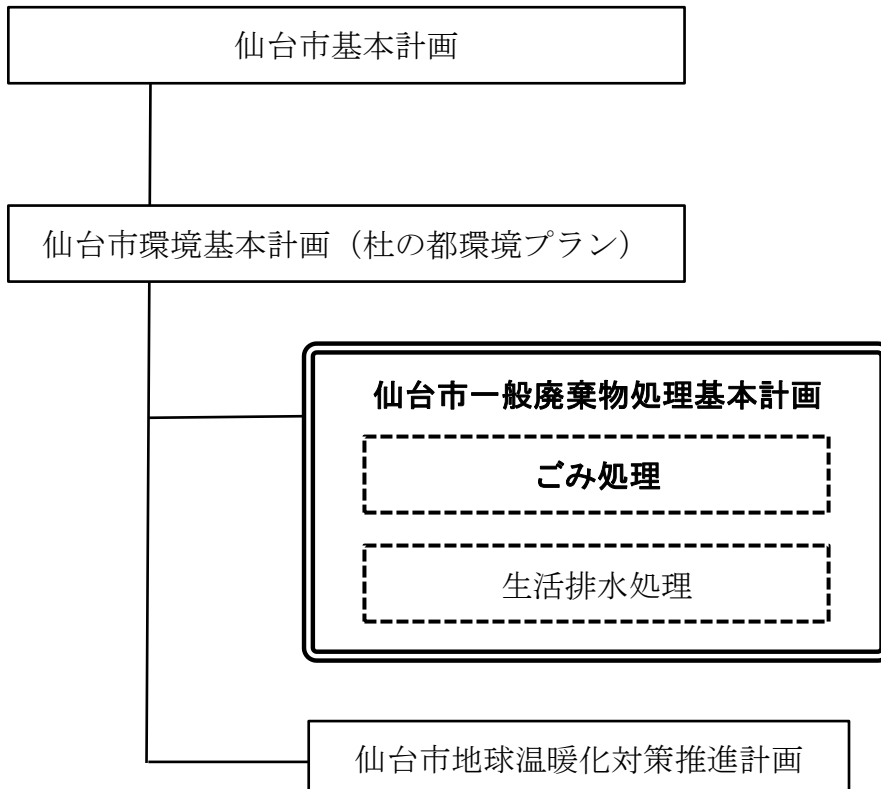 仙台市基本計画
仙台市環境基本計画（杜の都環境プラン）
仙台市一般廃棄物処理基本計画
ごみ処理
生活排水処理
仙台市地球温暖化対策推進計画